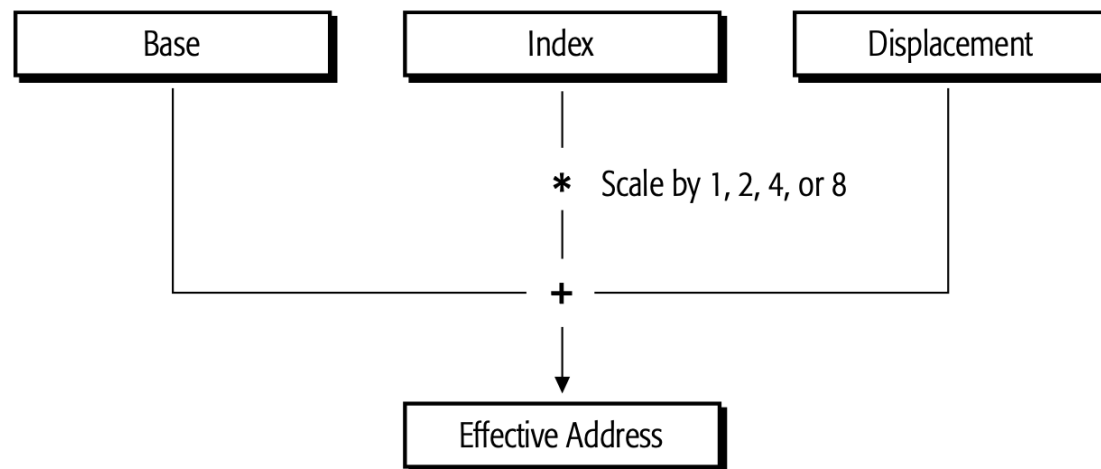 Base
Index
Displacement
* Scale by 1, 2, 4, or 8
+
Effective Address